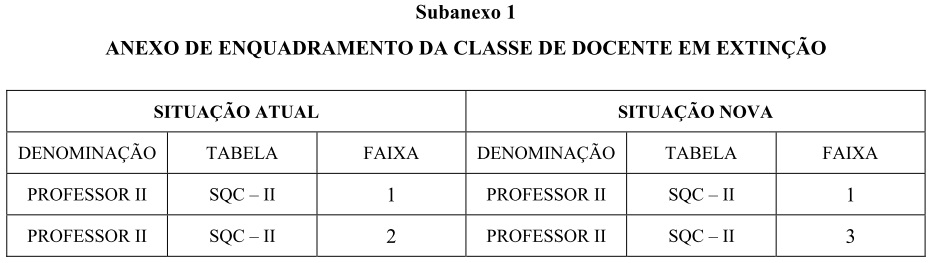 Subanexo 1
ANEXO DE ENQUADRAMENTO DA CLASSE DE DOCENTE EM EXTINÇÃO
SITUAÇÃO ATUAL SITUAÇÃO NOVA
DENOMINAÇÃO TABELA FAIXA DENOMINAÇÃO TABELA FAIXA
PROFESSOR II SQC – II 1 PROFESSOR II SQC – II 1
PROFESSOR II SQC – II 2 PROFESSOR II SQC – II 3